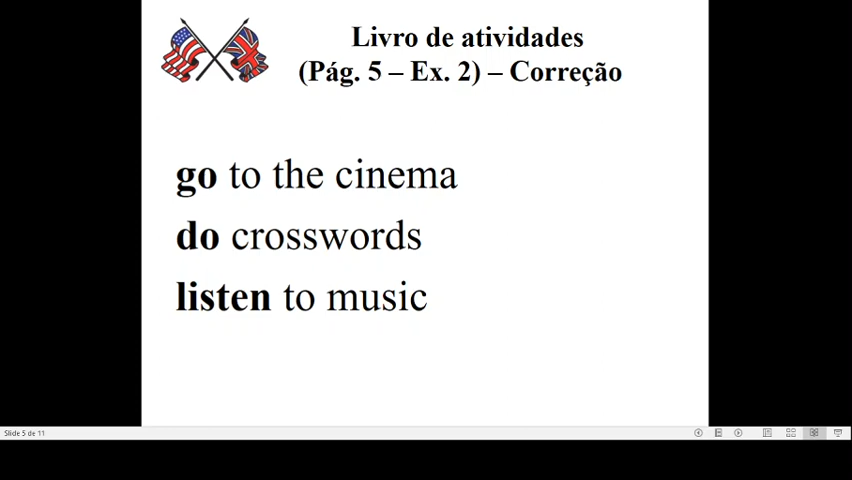 Livro de atividades
(Pág. 5 – Ex. 2) – Correção
go to the cinema
do crosswords
listen to music
Slide 5 de 11